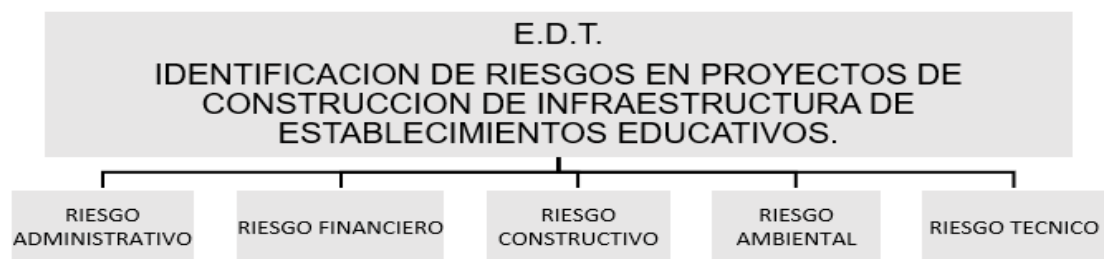 E.D.T.
IDENTIFICACION DE RIESGOS EN PROYECTOS DE
CONSTRUCCION DE INFRAESTRUCTURA DE
ESTABLECIMIENTOS EDUCATIVOS.
RIESGO
ADMINISTRATIVO
RIESGO FINANCIERO
RIESGO
CONSTRUCTIVO
RIESGO
AMBIENTAL
RIESGO TECNICO